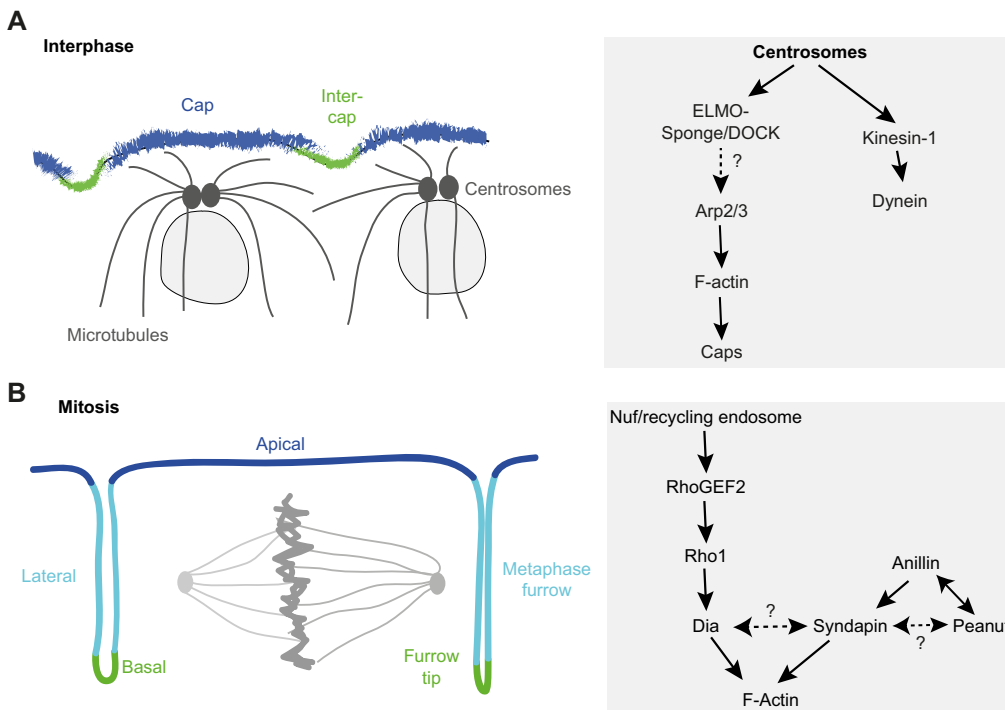 A
Interphase
Cap
Inter-
cap
Centrosomes
Microtubules
Centrosomes
ELMO-
Sponge/DOCK
?
Arp2/3
F-actin
Caps
Kinesin-1
Dynein
B
Mitosis
Apical
Lateral
Basal
Metaphase
furrow
Furrow
tip
Nuf/recycling endosome
RhoGEF2
Rho1
Anillin
?
Dia
Syndapin
?
Peanut
F-Actin